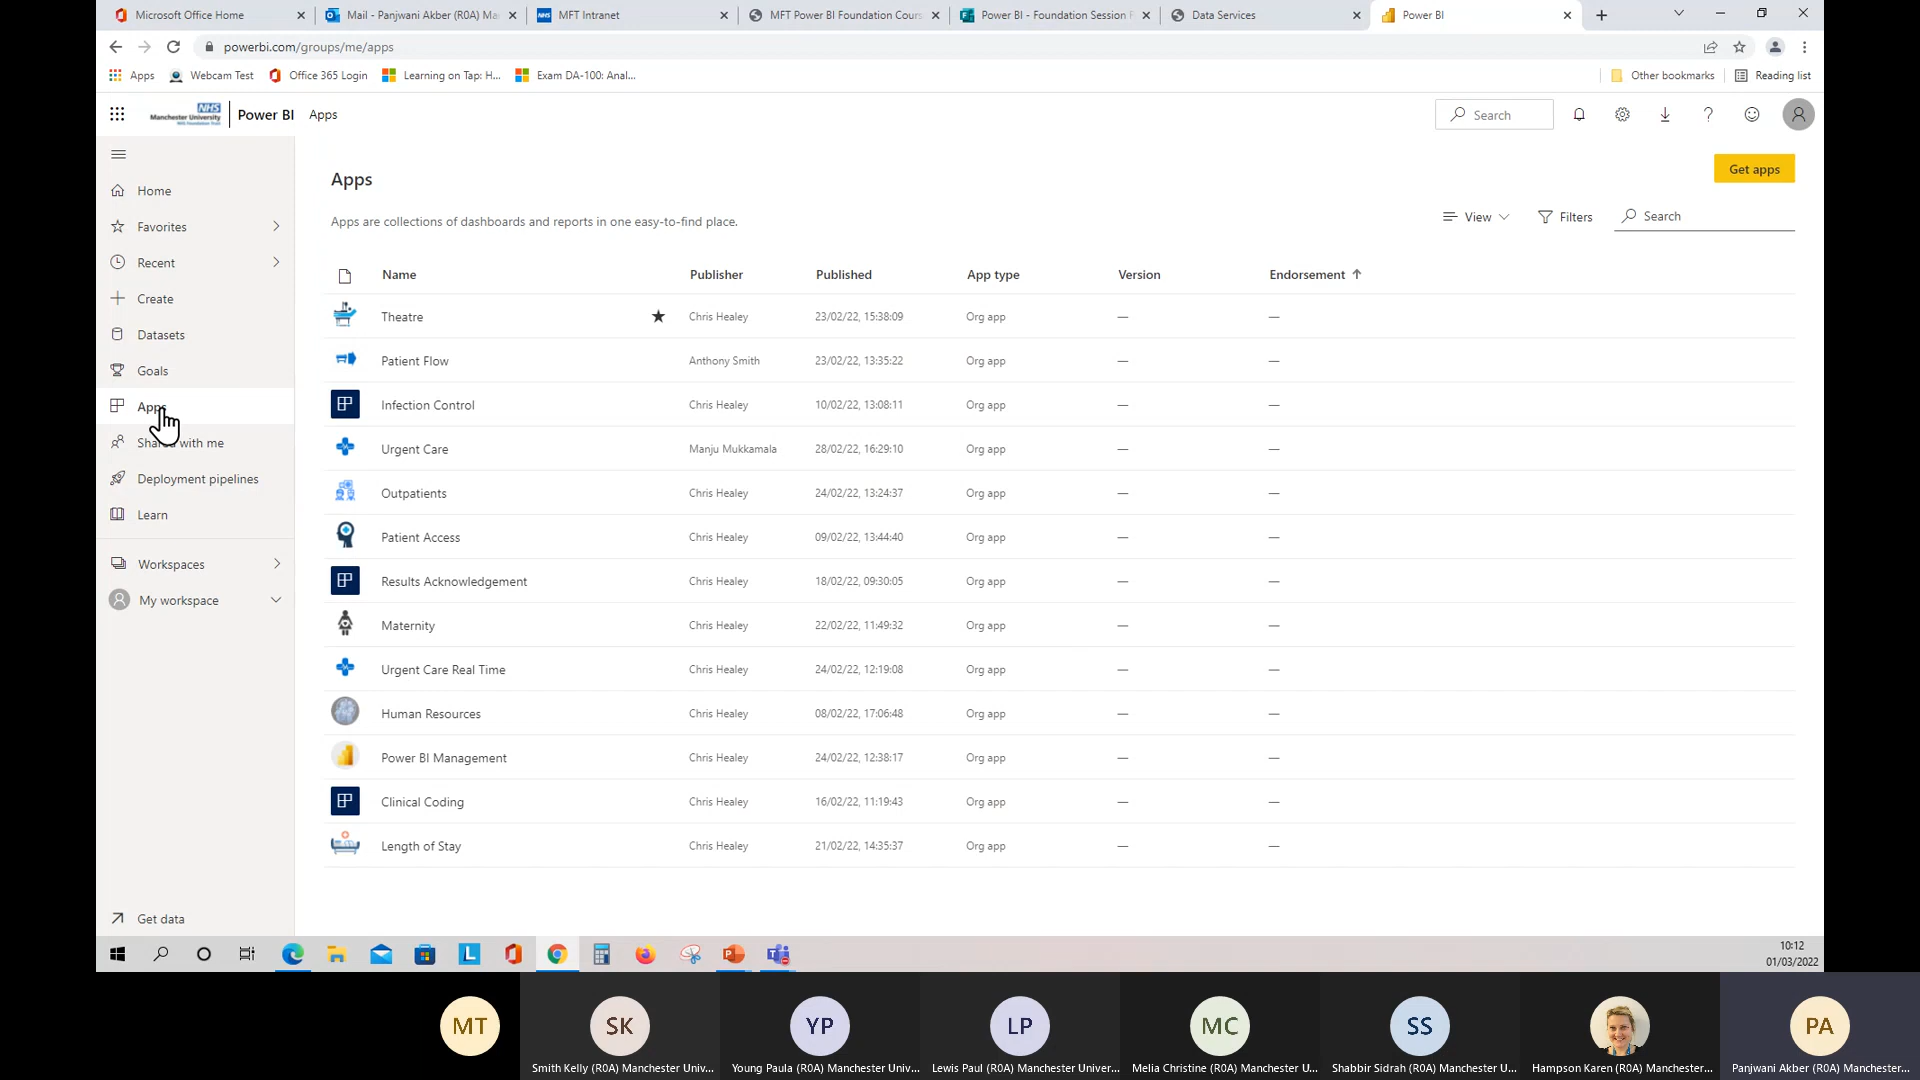 Microsoft Office Home
Mail - Panjwani Akber (R0A) Ma
MFT Intranet
MFT Power BI Foundation Cours
Power BI - Foundation Session F
Data Services
Power BI
powerbi.com/groups/me/apps
Apps
Webcam Test
Office 365 Login
Learning on Tap: H...
Exam DA-100: Anal...
Other bookmarks
Reading list
NHS
Manchester University
NHS Foundation Trust
Power BI
Apps
Search
Home
Favorites
Recent
Create
Datasets
Goals
Apps
Shared with me
Deployment pipelines
Learn
Workspaces
My workspace
Get data
Apps
Get apps
Apps are collections of dashboards and reports in one easy-to-find place.
View
Filters
Search
Name Publisher Published App type Version Endorsement
Theatre Chris Healey 23/02/22, 15:38:09 Org app — —
Patient Flow Anthony Smith 23/02/22, 13:35:22 Org app — —
Infection Control Chris Healey 10/02/22, 13:08:11 Org app — —
Urgent Care Manju Mukkamala 28/02/22, 16:29:10 Org app — —
Outpatients Chris Healey 24/02/22, 13:24:37 Org app — —
Patient Access Chris Healey 09/02/22, 13:44:40 Org app — —
Results Acknowledgement Chris Healey 18/02/22, 09:30:05 Org app — —
Maternity Chris Healey 22/02/22, 11:49:32 Org app — —
Urgent Care Real Time Chris Healey 24/02/22, 12:19:08 Org app — —
Human Resources Chris Healey 08/02/22, 17:06:48 Org app — —
Power BI Management Chris Healey 24/02/22, 12:38:17 Org app — —
Clinical Coding Chris Healey 16/02/22, 11:19:43 Org app — —
Length of Stay Chris Healey 21/02/22, 14:35:37 Org app — —
10:12
01/03/2022
MT
SK
YP
LP
MC
SS
PA
Smith Kelly (R0A) Manchester Univ...
Young Paula (R0A) Manchester Univ...
Lewis Paul (R0A) Manchester Univer...
Melia Christine (R0A) Manchester U...
Shabbir Sidrah (R0A) Manchester U...
Hampson Karen (R0A) Manchester...
Panjwani Akber (R0A) Manchester...